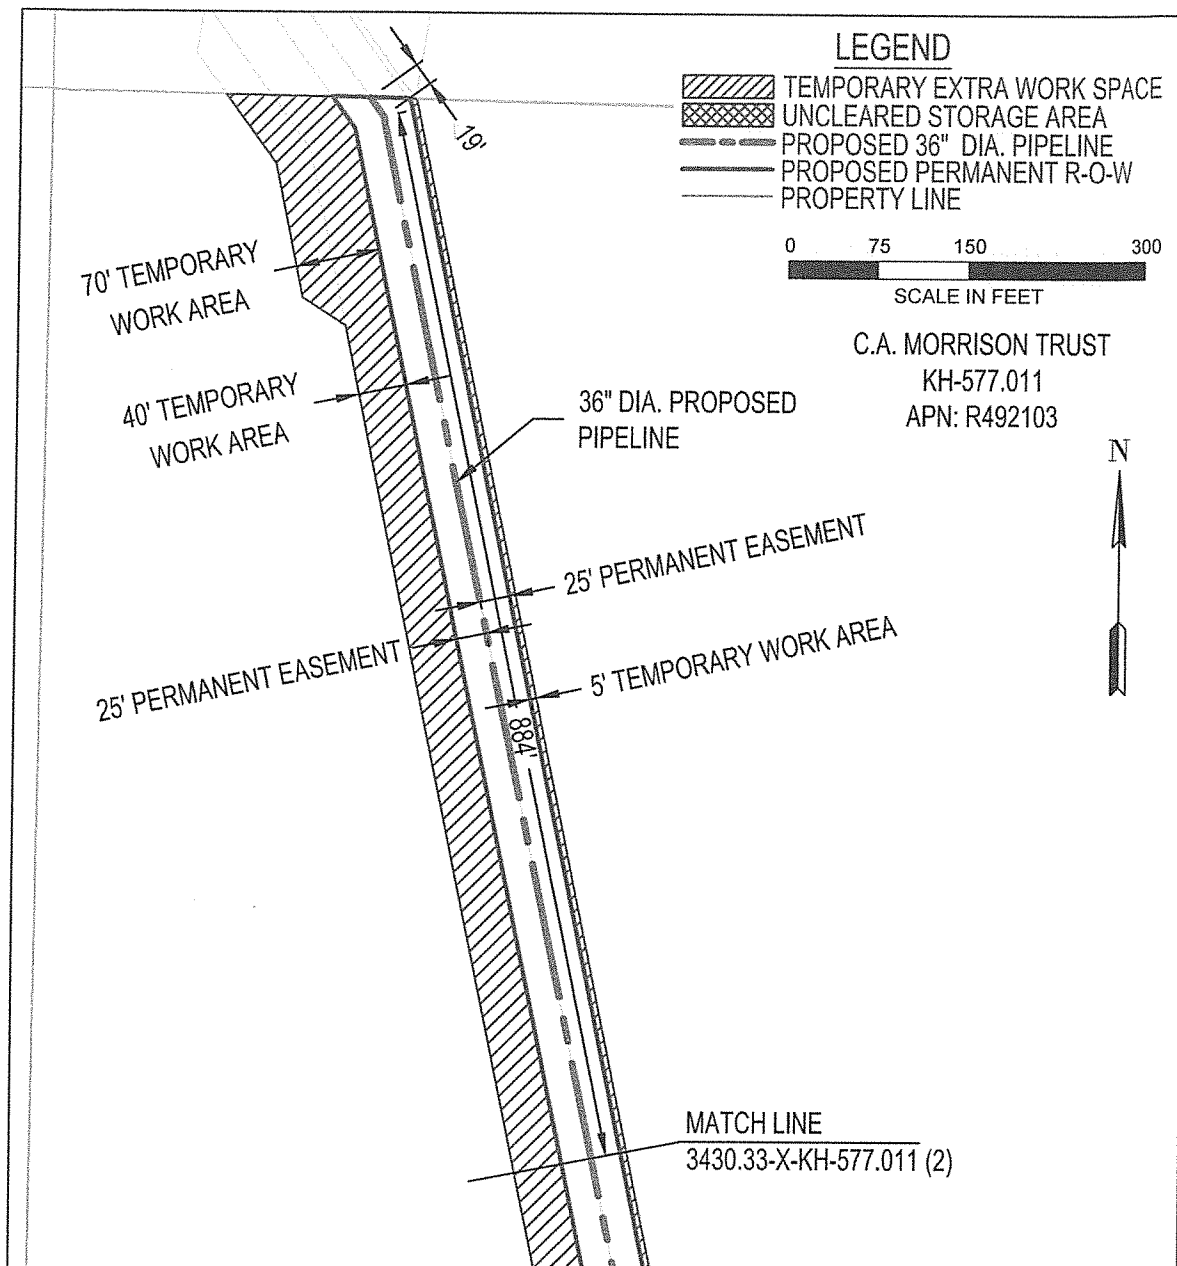 LEGEND
TEMPORARY EXTRA WORK SPACE
UNCLEARED STORAGE AREA
PROPOSED 36" DIA. PIPELINE
PROPOSED PERMANENT R-O-W
PROPERTY LINE
0 75 150 300
SCALE IN FEET
C.A. MORRISON TRUST
KH-577.011
APN: R492103
N
19'
70' TEMPORARY
WORK AREA
40' TEMPORARY
WORK AREA
36" DIA. PROPOSED
PIPELINE
25' PERMANENT EASEMENT
25' PERMANENT EASEMENT
5' TEMPORARY WORK AREA
884'
MATCH LINE
3430.33-X-KH-577.011 (2)